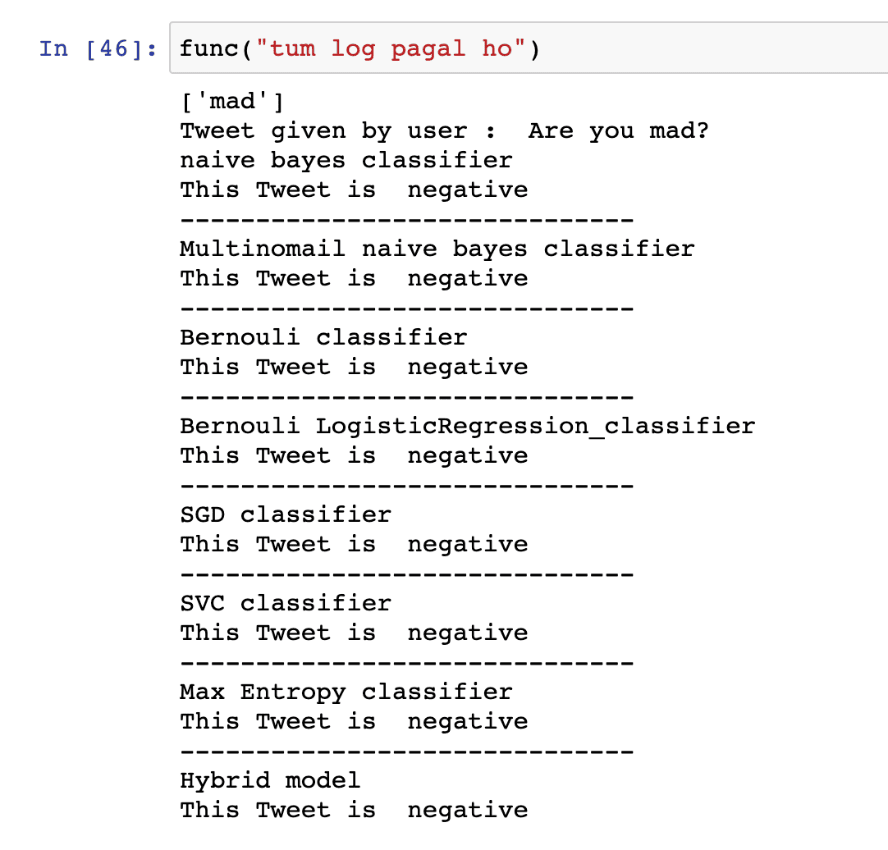 In [46]: func("tum log pagal ho")
['mad']
Tweet given by user :  Are you mad?
naive bayes classifier
This Tweet is  negative
------------------------------
Multinomail naive bayes classifier
This Tweet is  negative
------------------------------
Bernouli classifier
This Tweet is  negative
------------------------------
Bernouli LogisticRegression_classifier
This Tweet is  negative
------------------------------
SGD classifier
This Tweet is  negative
------------------------------
SVC classifier
This Tweet is  negative
------------------------------
Max Entropy classifier
This Tweet is  negative
------------------------------
Hybrid model
This Tweet is  negative